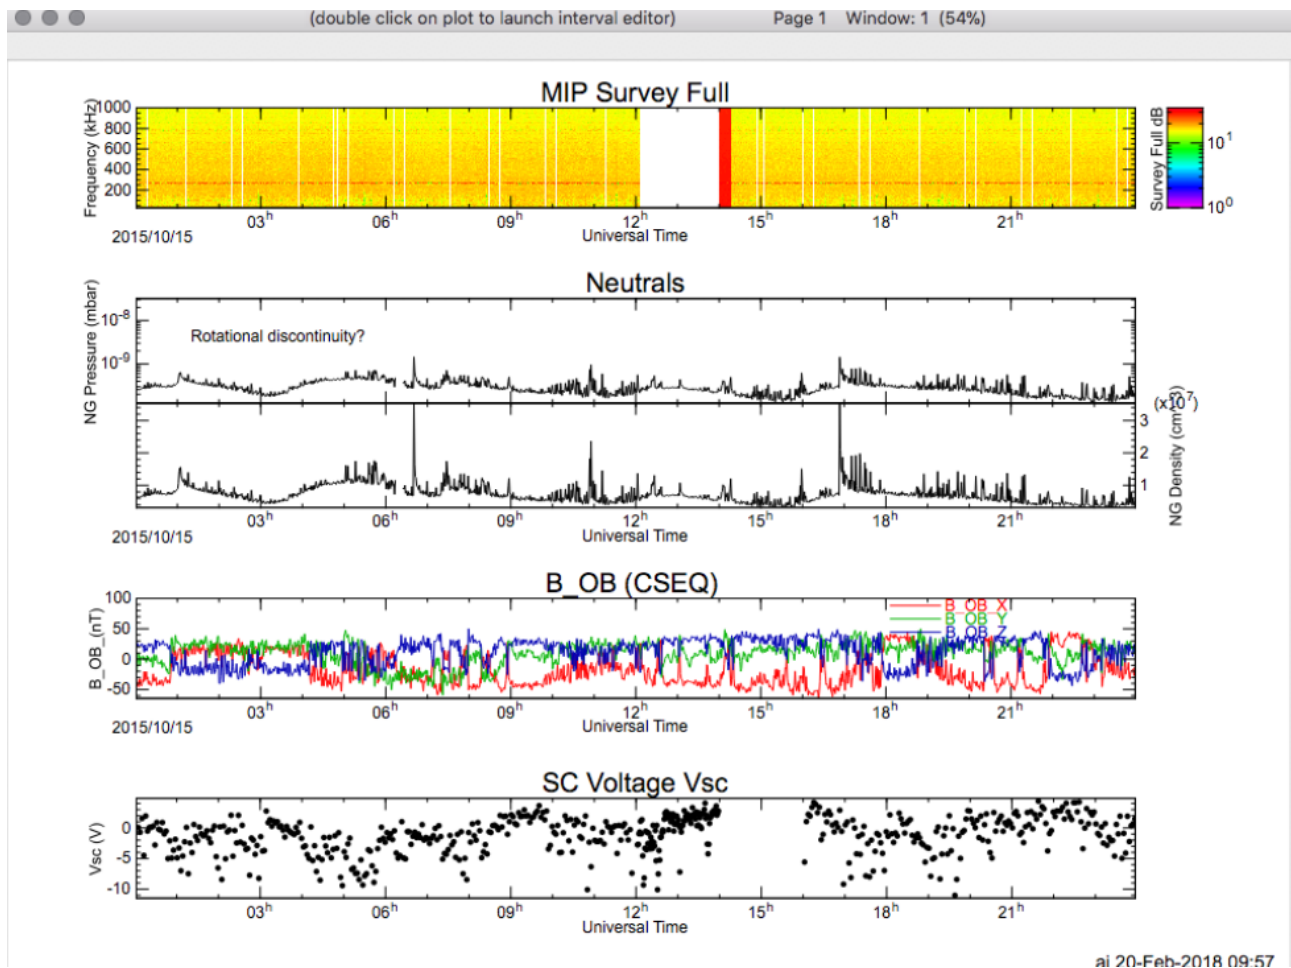 (double click on plot to launch interval editor) Page 1 Window: 1 (54%)
MIP Survey Full
Frequency (kHz)
1000
800
600
400
200
03h 06h 09h 12h 15h 18h 21h
2015/10/15
Universal Time
Survey Full dB
10^1
10^0
Neutrals
NG Pressure (mbar)
10^-8
10^-9
Rotational discontinuity?
(x10^7)
3
2
1
NG Density (cm^-3)
03h 06h 09h 12h 15h 18h 21h
2015/10/15
Universal Time
B_OB (CSEQ)
B_OB_(nT)
100
50
0
-50
B_OB_X
B_OB_Y
B_OB_Z
03h 06h 09h 12h 15h 18h 21h
2015/10/15
Universal Time
SC Voltage Vsc
Vsc (V)
0
-5
-10
03h 06h 09h 12h 15h 18h 21h
Universal Time
ai 20-Feb-2018 09:57